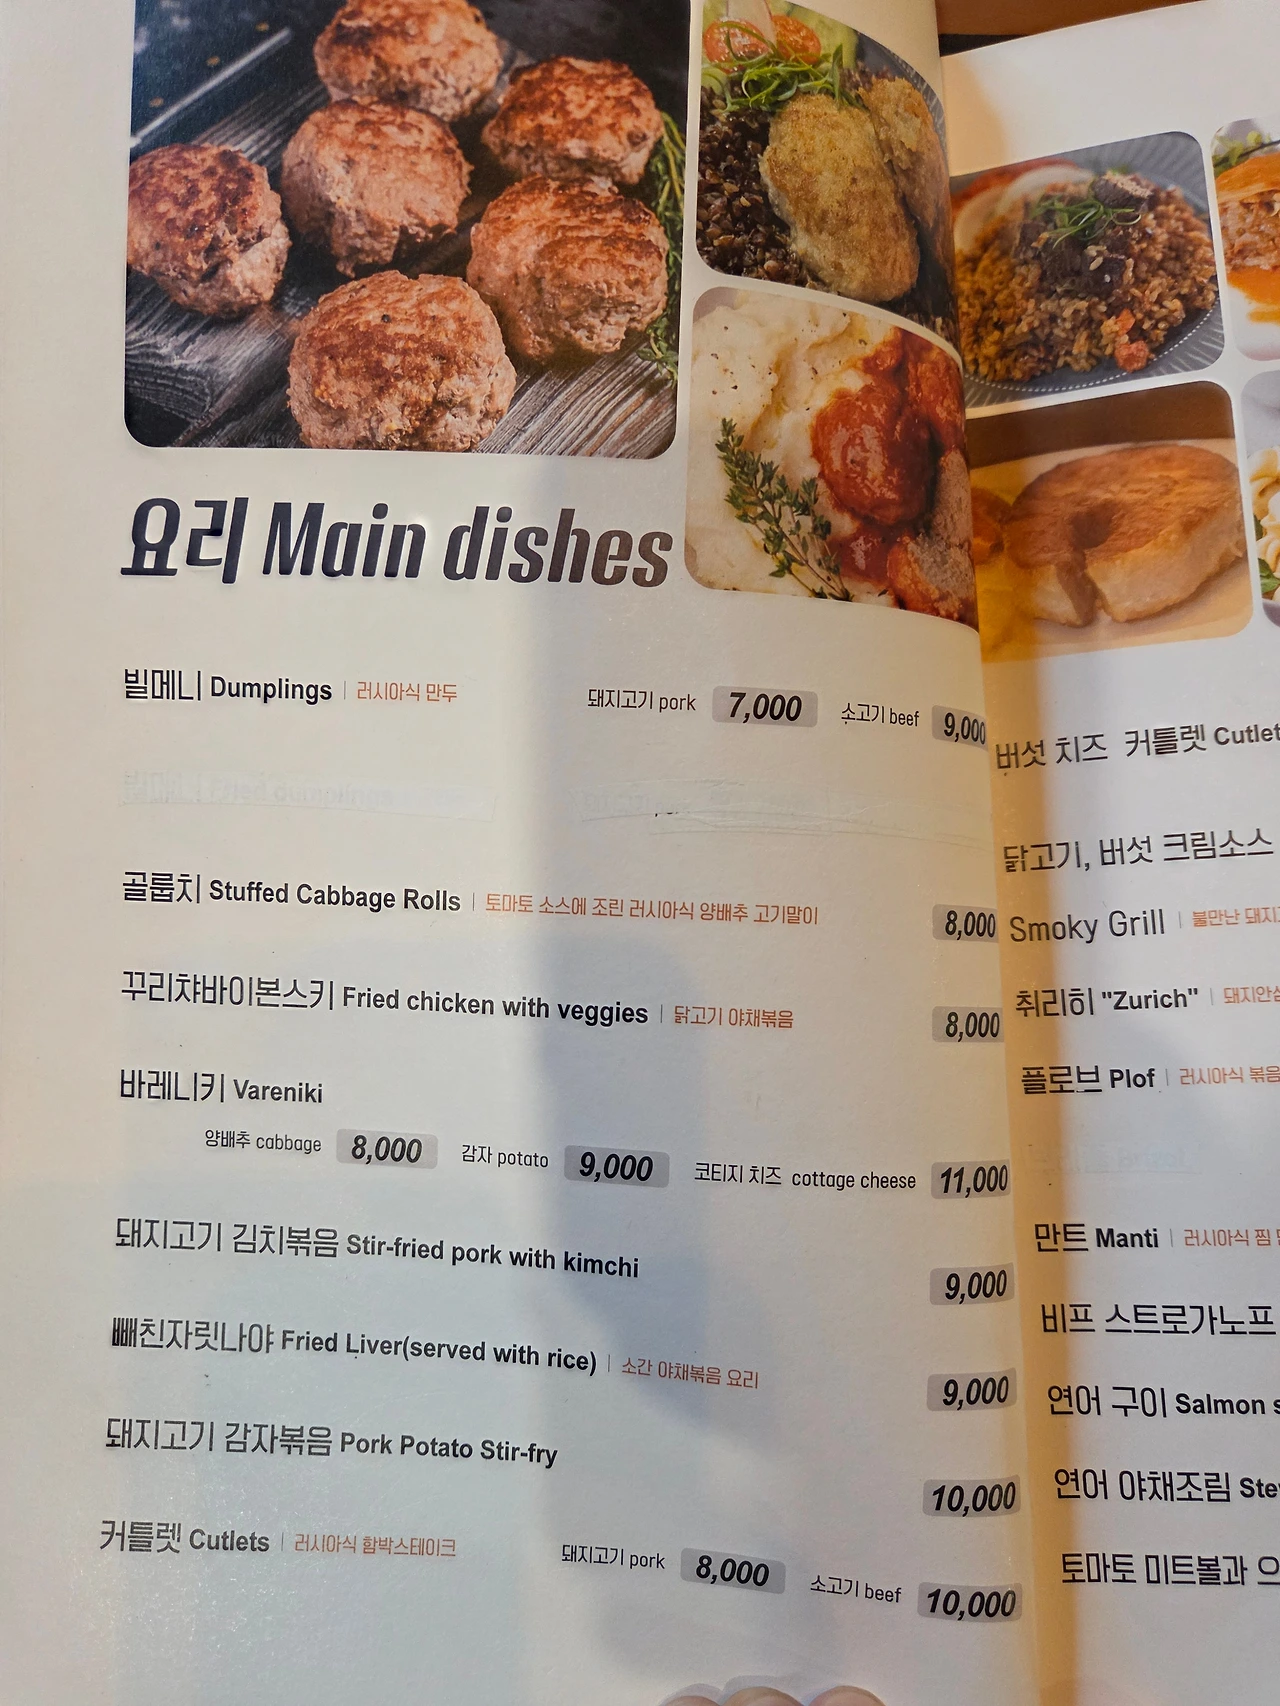 요리 Main dishes
빌메니 Dumplings | 러시아식 만두 돼지고기 pork 7,000 소고기 beef 9,000
골룹치 Stuffed Cabbage Rolls | 토마토 소스에 조린 러시아식 양배추 고기말이 8,000
꾸리챠바이본스키 Fried chicken with veggies | 닭고기 야채볶음 8,000
바레니키 Vareniki
양배추 cabbage 8,000 감자 potato 9,000 코티지 치즈 cottage cheese 11,000
돼지고기 김치볶음 Stir-fried pork with kimchi 9,000
빼친자릿나야 Fried Liver(served with rice) | 소간 야채볶음 요리 9,000
돼지고기 감자볶음 Pork Potato Stir-fry 10,000
커틀렛 Cutlets | 러시아식 함박스테이크 돼지고기 pork 8,000 소고기 beef 10,000
버섯 치즈 커틀렛 Cutlet
닭고기, 버섯 크림소스
Smoky Grill | 불만난
취리히 "Zurich" |
플로브 Plof | 러시아식 볶음
만트 Manti | 러시아식 찜
비프 스트로가노프
연어 구이 Salmon
연어 야채조림
토마토 미트볼과